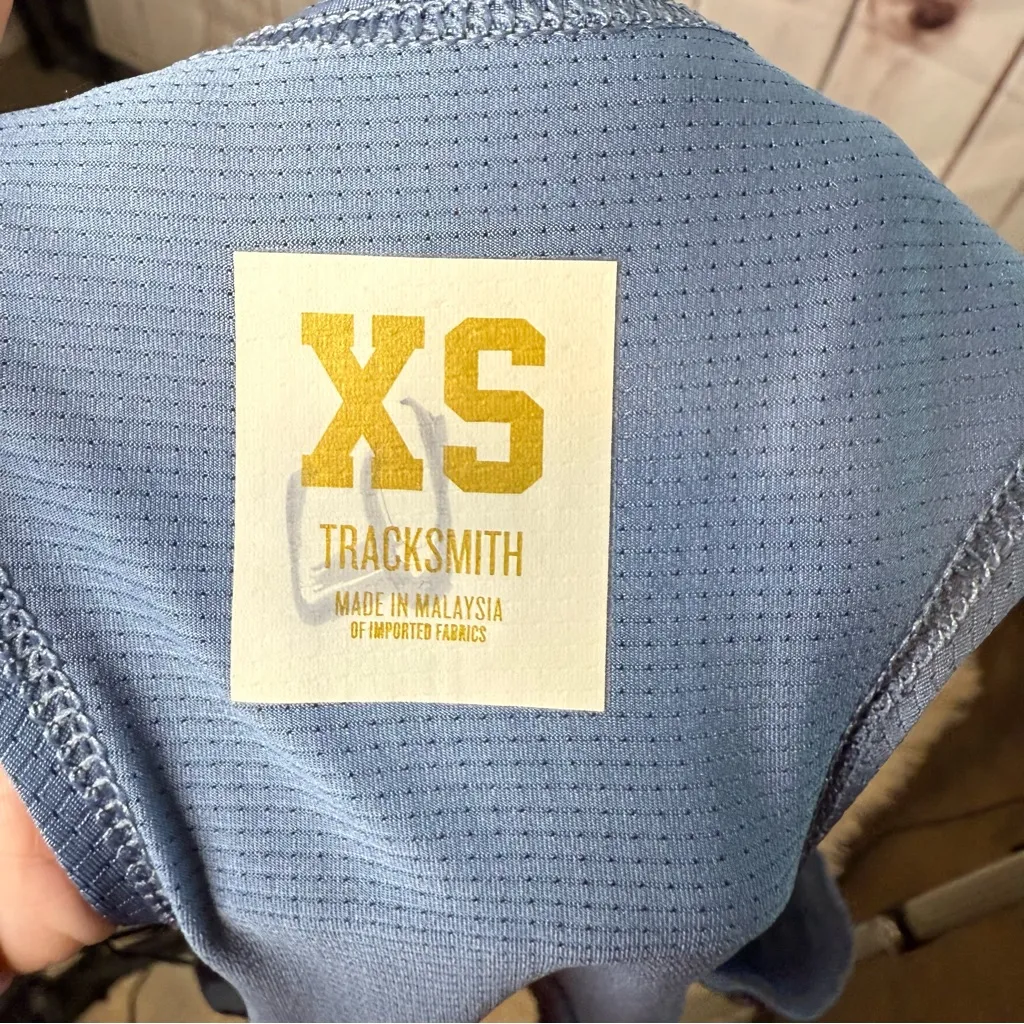 XS
TRACKSMITH
MADE IN MALAYSIA
OF IMPORTED FABRICS